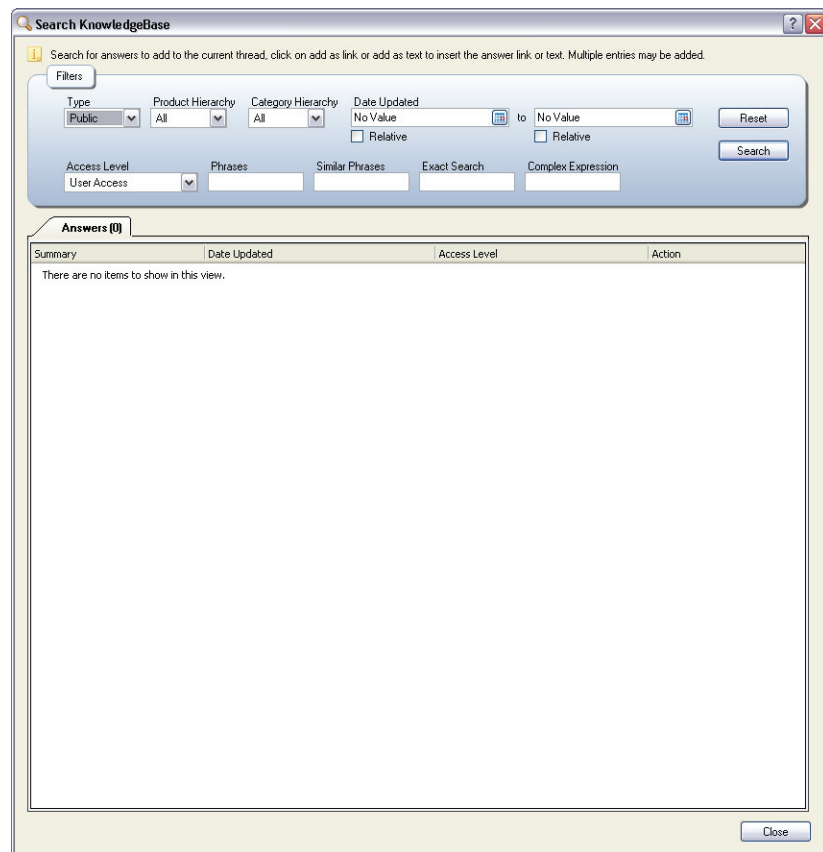 Search KnowledgeBase
Search for answers to add to the current thread, click on add as link or add as text to insert the answer link or text. Multiple entries may be added.
Filters
Type Product Hierarchy Category Hierarchy Date Updated
Public All All No Value to No Value Reset
Relative Relative
Search
Access Level Phrases Similar Phrases Exact Search Complex Expression
User Access
Answers (0)
Summary Date Updated Access Level Action
There are no items to show in this view.
Close